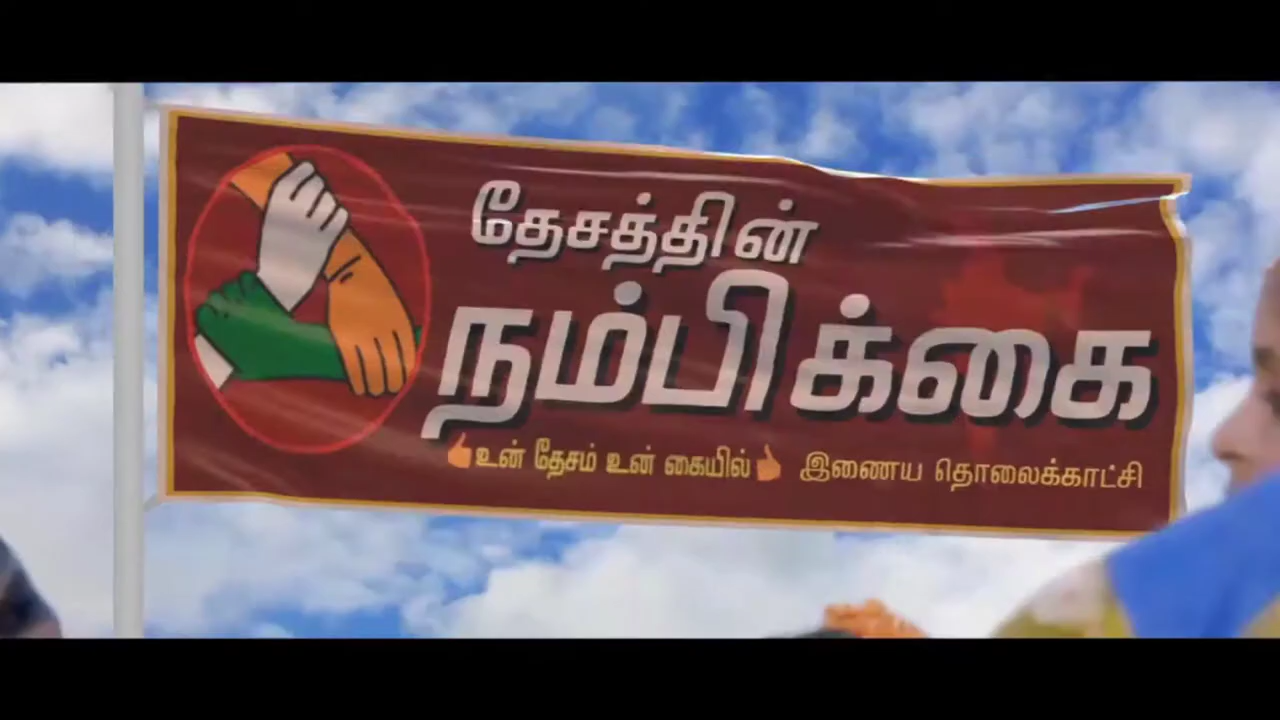 தேசத்தின்
நம்பிக்கை
உன் தேசம் உன் கையில் இணைய தொலைக்காட்சி